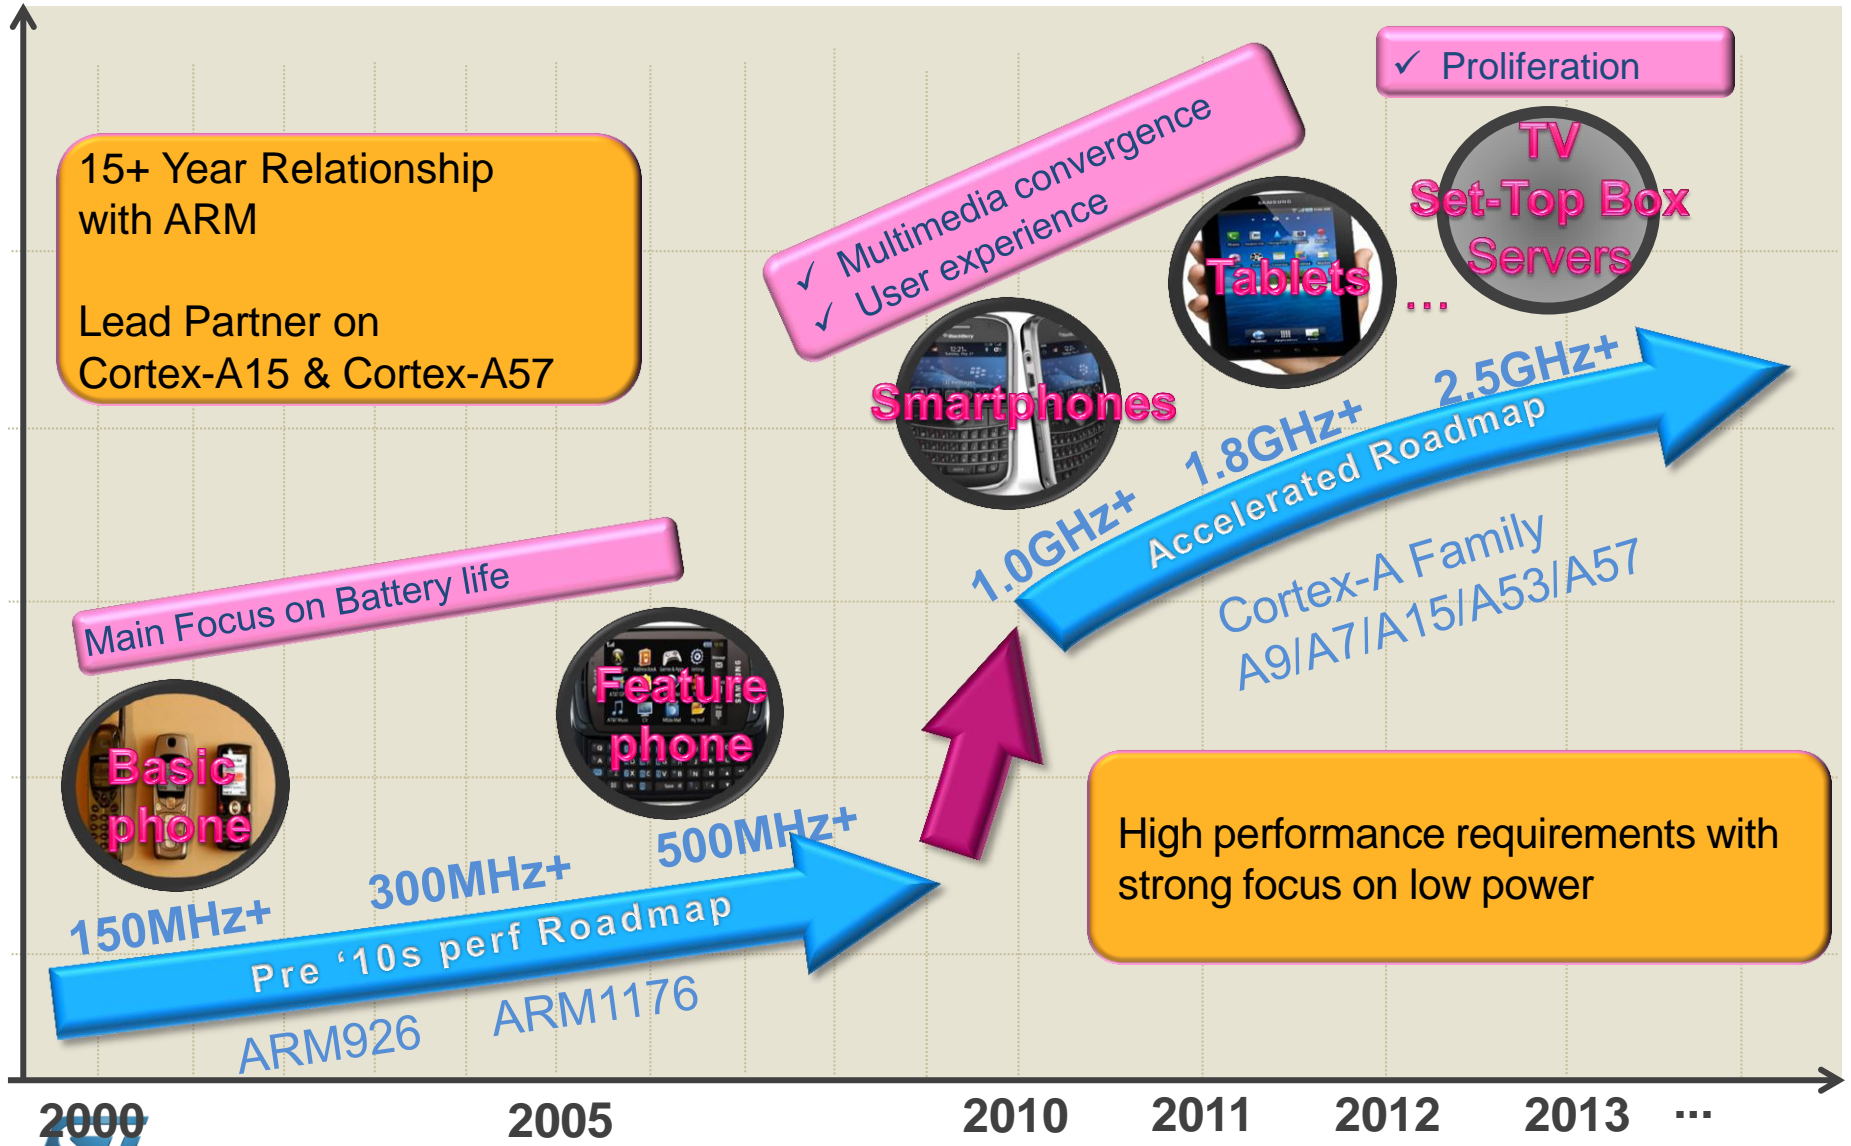 ✓ Proliferation
15+ Year Relationship
with ARM
Lead Partner on
Cortex-A15 & Cortex-A57
✓ Multimedia convergence
✓ User experience
TV
Set-Top Box
Servers
Tablets
...
Smartphones
2.5GHz+
1.8GHz+
1.0GHz+
Accelerated Roadmap
Cortex-A Family
A9/A7/A15/A53/A57
Main Focus on Battery life
Feature
phone
Basic
phone
150MHz+
300MHz+
500MHz+
Pre ‘10s perf Roadmap
ARM926
ARM1176
High performance requirements with
strong focus on low power
2000
2005
2010
2011
2012
2013
...